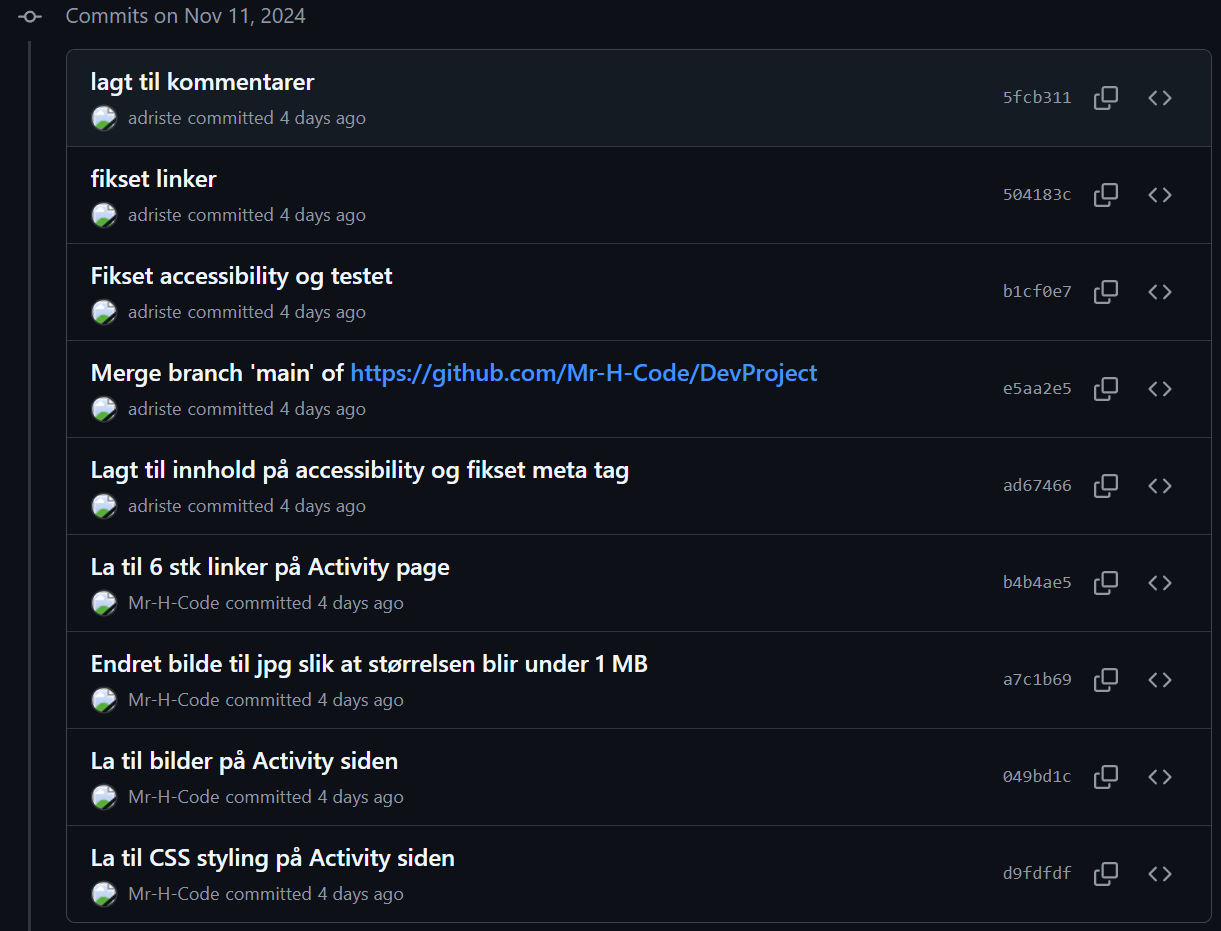 Commits on Nov 11, 2024
lagt til kommentarer
5fcb311
adriste committed 4 days ago
fikset linker
504183c
adriste committed 4 days ago
Fikset accessibility og testet
b1cf0e7
adriste committed 4 days ago
Merge branch 'main' of https://github.com/Mr-H-Code/DevProject
e5aa2e5
adriste committed 4 days ago
Lagt til innhold på accessibility og fikset meta tag
ad67466
adriste committed 4 days ago
La til 6 stk linker på Activity page
b4b4ae5
Mr-H-Code committed 4 days ago
Endret bilde til jpg slik at størrelsen blir under 1 MB
a7c1b69
Mr-H-Code committed 4 days ago
La til bilder på Activity siden
049bd1c
Mr-H-Code committed 4 days ago
La til CSS styling på Activity siden
d9fdfdf
Mr-H-Code committed 4 days ago